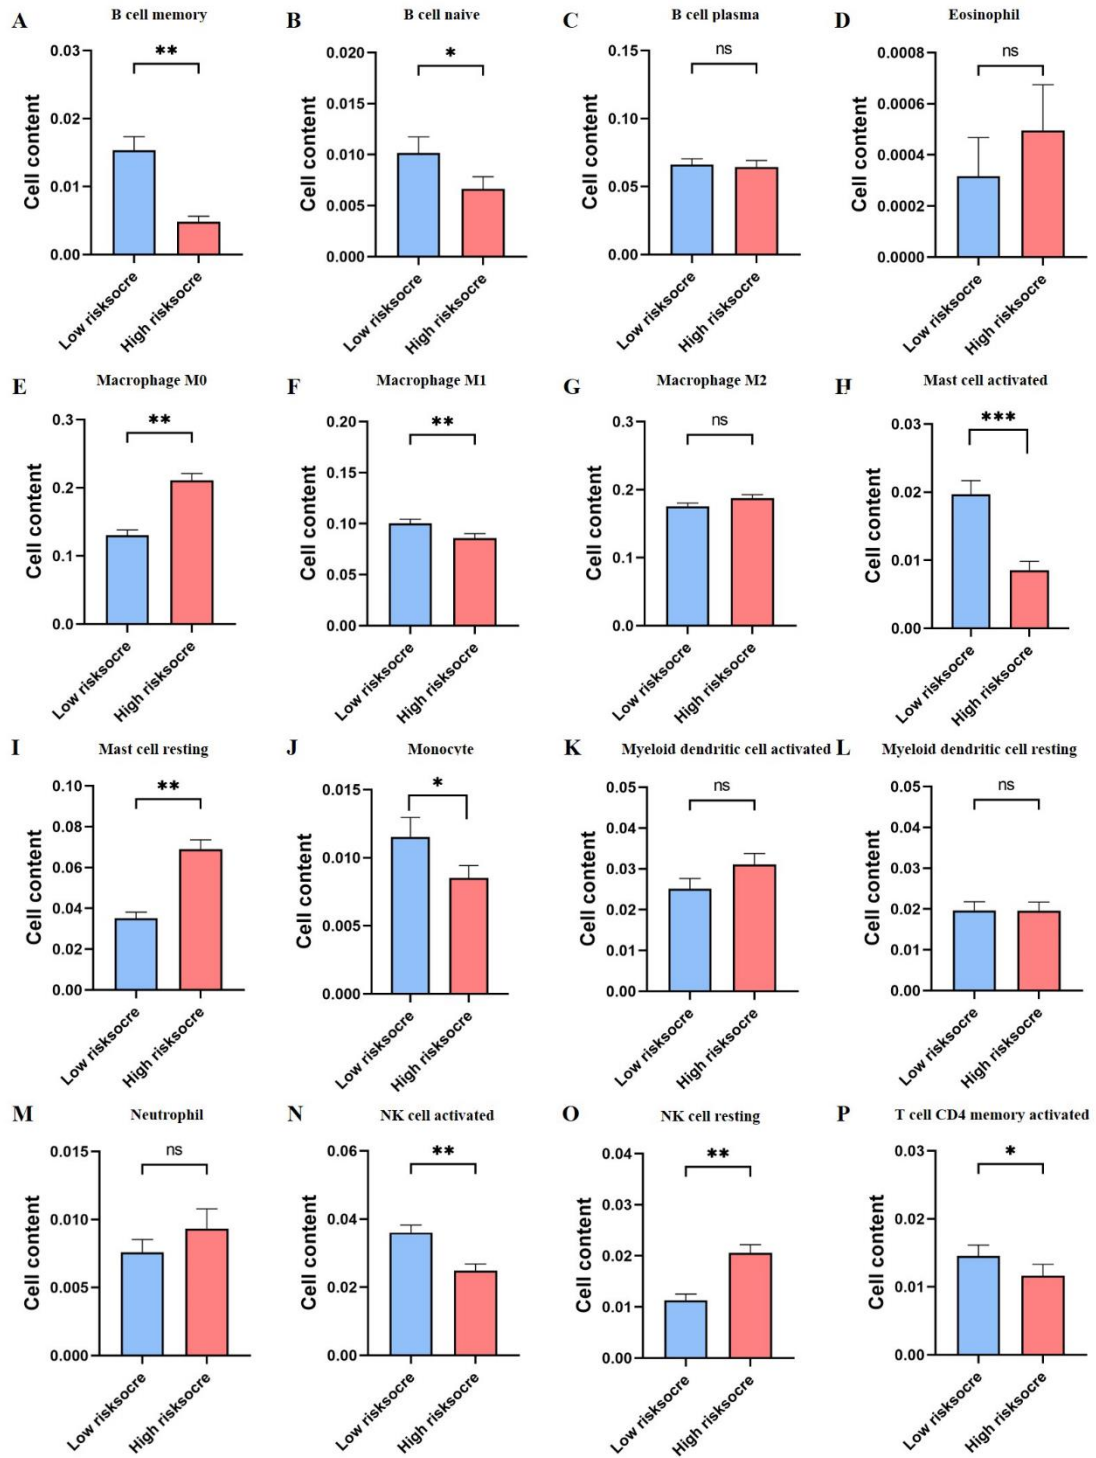 A B cell memory
0.03
0.02
0.01
0.00
Cell content
**
Low risksocre
High risksocre
B B cell naive
0.020
0.015
0.010
0.005
0.000
Cell content
*
Low risksocre
High risksocre
C B cell plasma
0.15
0.10
0.05
0.00
Cell content
ns
Low risksocre
High risksocre
D Eosinophil
0.0008
0.0006
0.0004
0.0002
0.0000
Cell content
ns
Low risksocre
High risksocre
E Macrophage M0
0.3
0.2
0.1
0.0
Cell content
**
Low risksocre
High risksocre
F Macrophage M1
0.20
0.15
0.10
0.05
0.00
Cell content
**
Low risksocre
High risksocre
G Macrophage M2
0.3
0.2
0.1
0.0
Cell content
ns
Low risksocre
High risksocre
H Mast cell activated
0.03
0.02
0.01
0.00
Cell content
***
Low risksocre
High risksocre
I Mast cell resting
0.10
0.08
0.06
0.04
0.02
0.00
Cell content
**
Low risksocre
High risksocre
J Monocyte
0.015
0.010
0.005
0.000
Cell content
*
Low risksocre
High risksocre
K Myeloid dendritic cell activated
0.05
0.04
0.03
0.02
0.01
0.00
Cell content
ns
Low risksocre
High risksocre
L Myeloid dendritic cell resting
0.05
0.04
0.03
0.02
0.01
0.00
Cell content
ns
Low risksocre
High risksocre
M Neutrophil
0.015
0.010
0.005
0.000
Cell content
ns
Low risksocre
High risksocre
N NK cell activated
0.06
0.04
0.02
0.00
Cell content
**
Low risksocre
High risksocre
O NK cell resting
0.04
0.03
0.02
0.01
0.00
Cell content
**
Low risksocre
High risksocre
P T cell CD4 memory activated
0.03
0.02
0.01
0.00
Cell content
*
Low risksocre
High risksocre